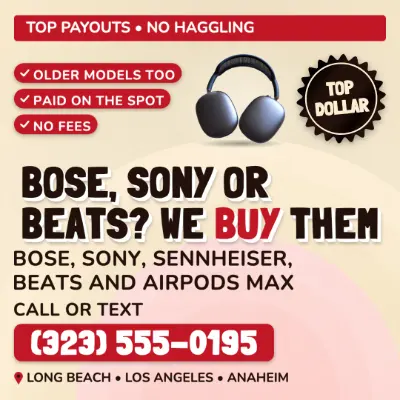 TOP PAYOUTS • NO HAGGLING
OLDER MODELS TOO
PAID ON THE SPOT
NO FEES
TOP
DOLLAR
BOSE, SONY OR
BEATS? WE BUY THEM
BOSE, SONY, SENNHEISER,
BEATS AND AIRPODS MAX
CALL OR TEXT
(323) 555-0195
LONG BEACH • LOS ANGELES • ANAHEIM